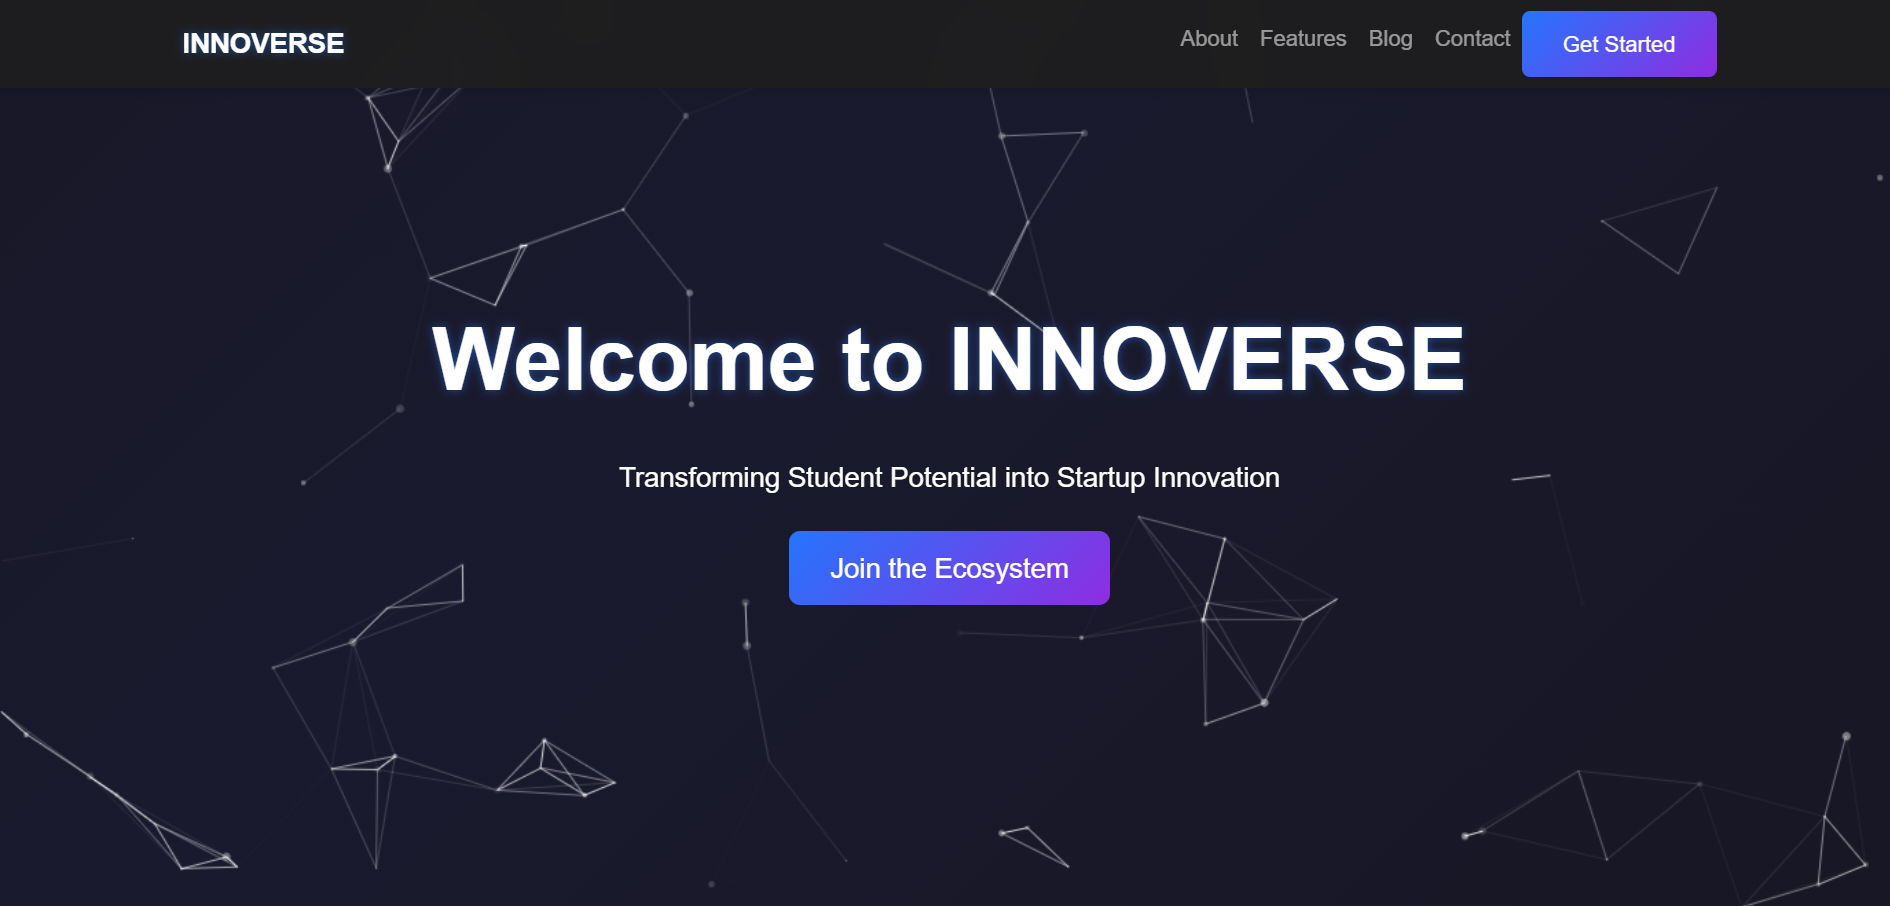 INNOVERSE
About Features Blog Contact Get Started
Welcome to INNOVERSE
Transforming Student Potential into Startup Innovation
Join the Ecosystem